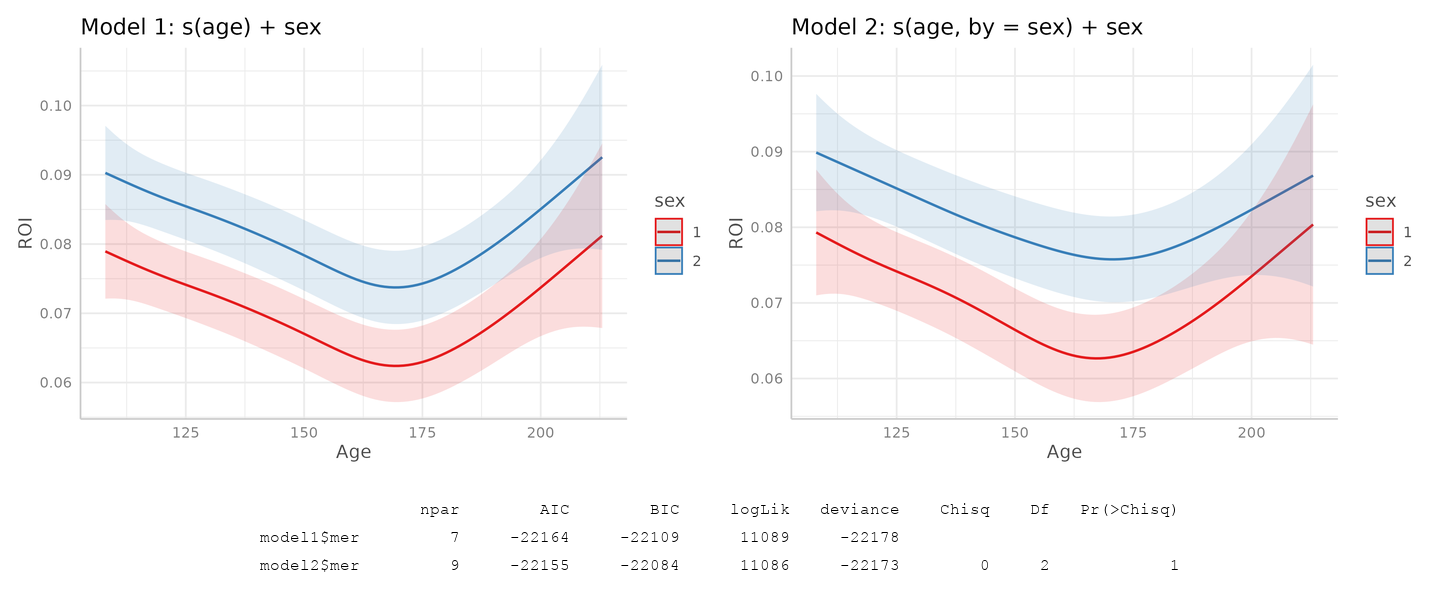 Model 1: s(age) + sex
0.10
0.09
0.08
0.07
0.06
ROI
125 150 175 200
Age
sex
1
2
Model 2: s(age, by = sex) + sex
0.10
0.09
0.08
0.07
0.06
ROI
125 150 175 200
Age
sex
1
2
npar AIC BIC logLik deviance Chisq Df Pr(>Chisq)
model1$mer 7 -22164 -22109 11089 -22178
model2$mer 9 -22155 -22084 11086 -22173 0 2 1